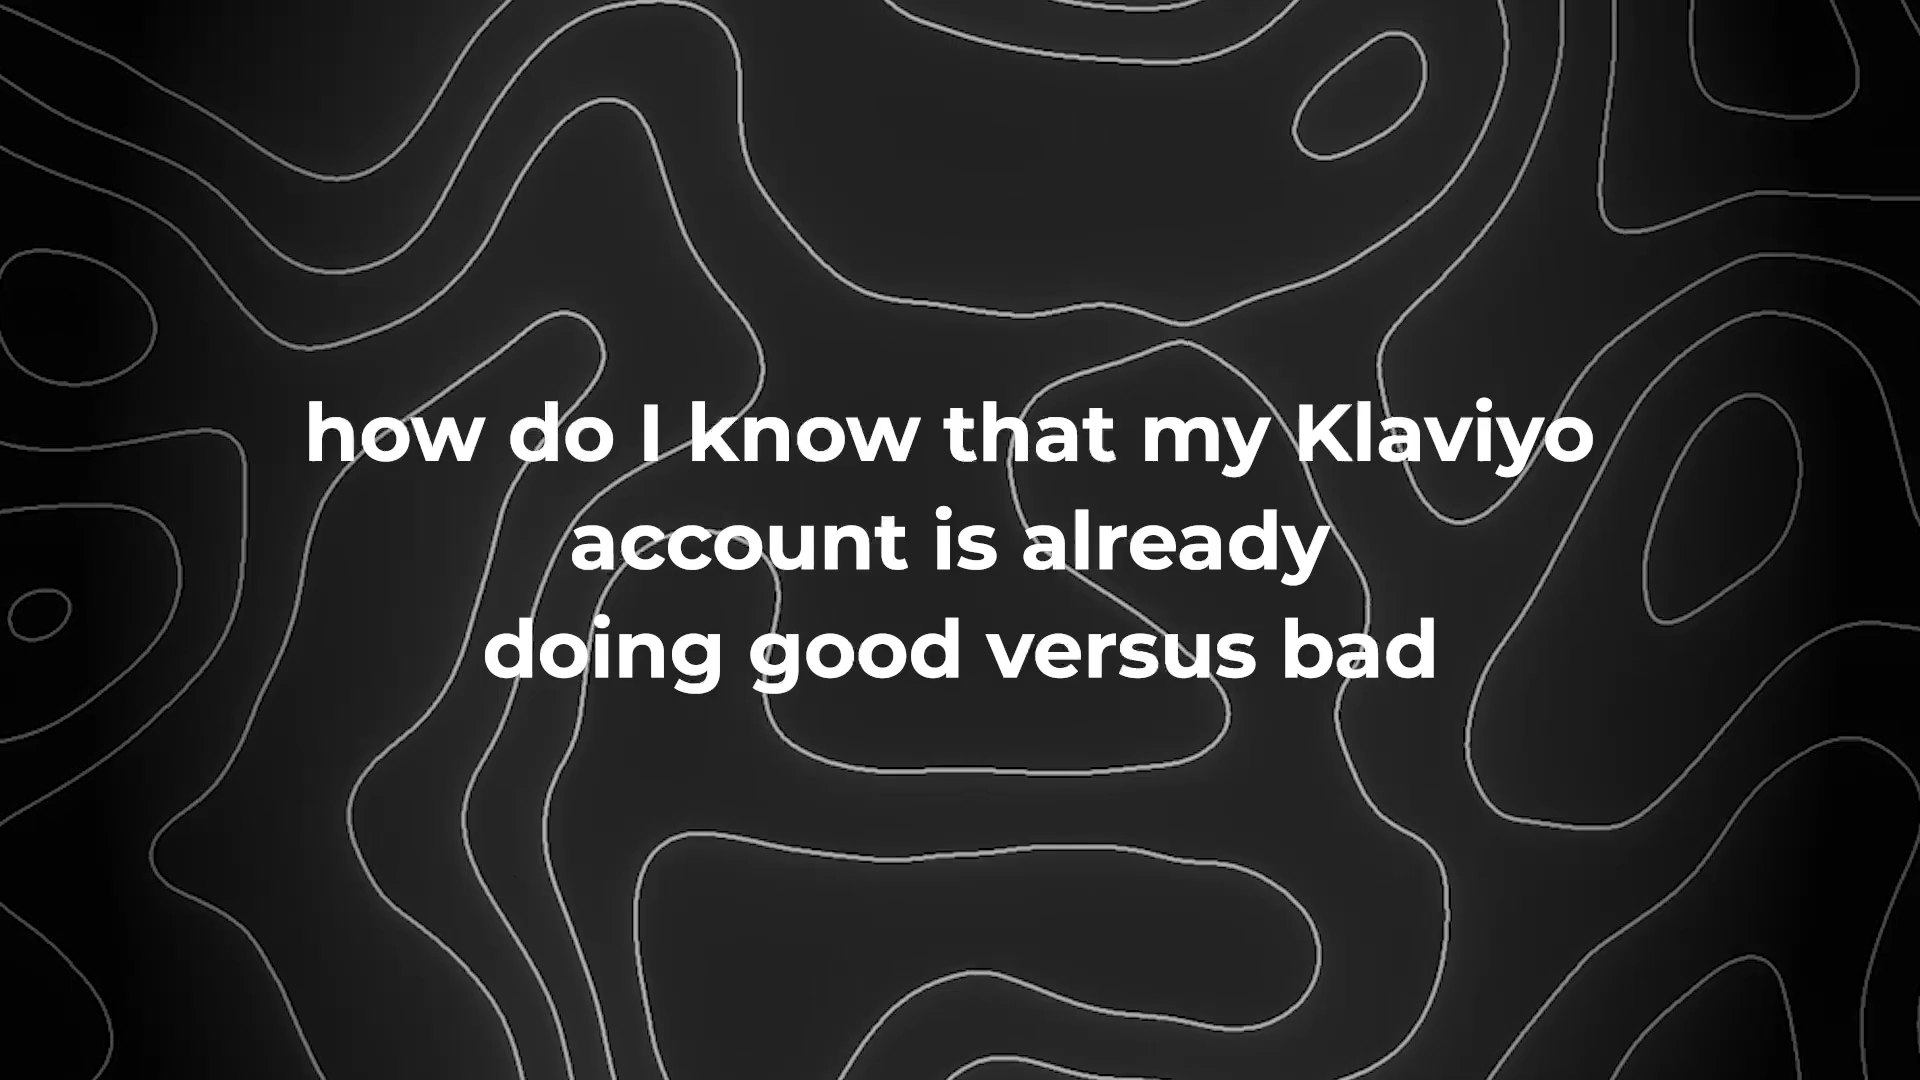 how do I know that my Klaviyo
account is already
doing good versus bad